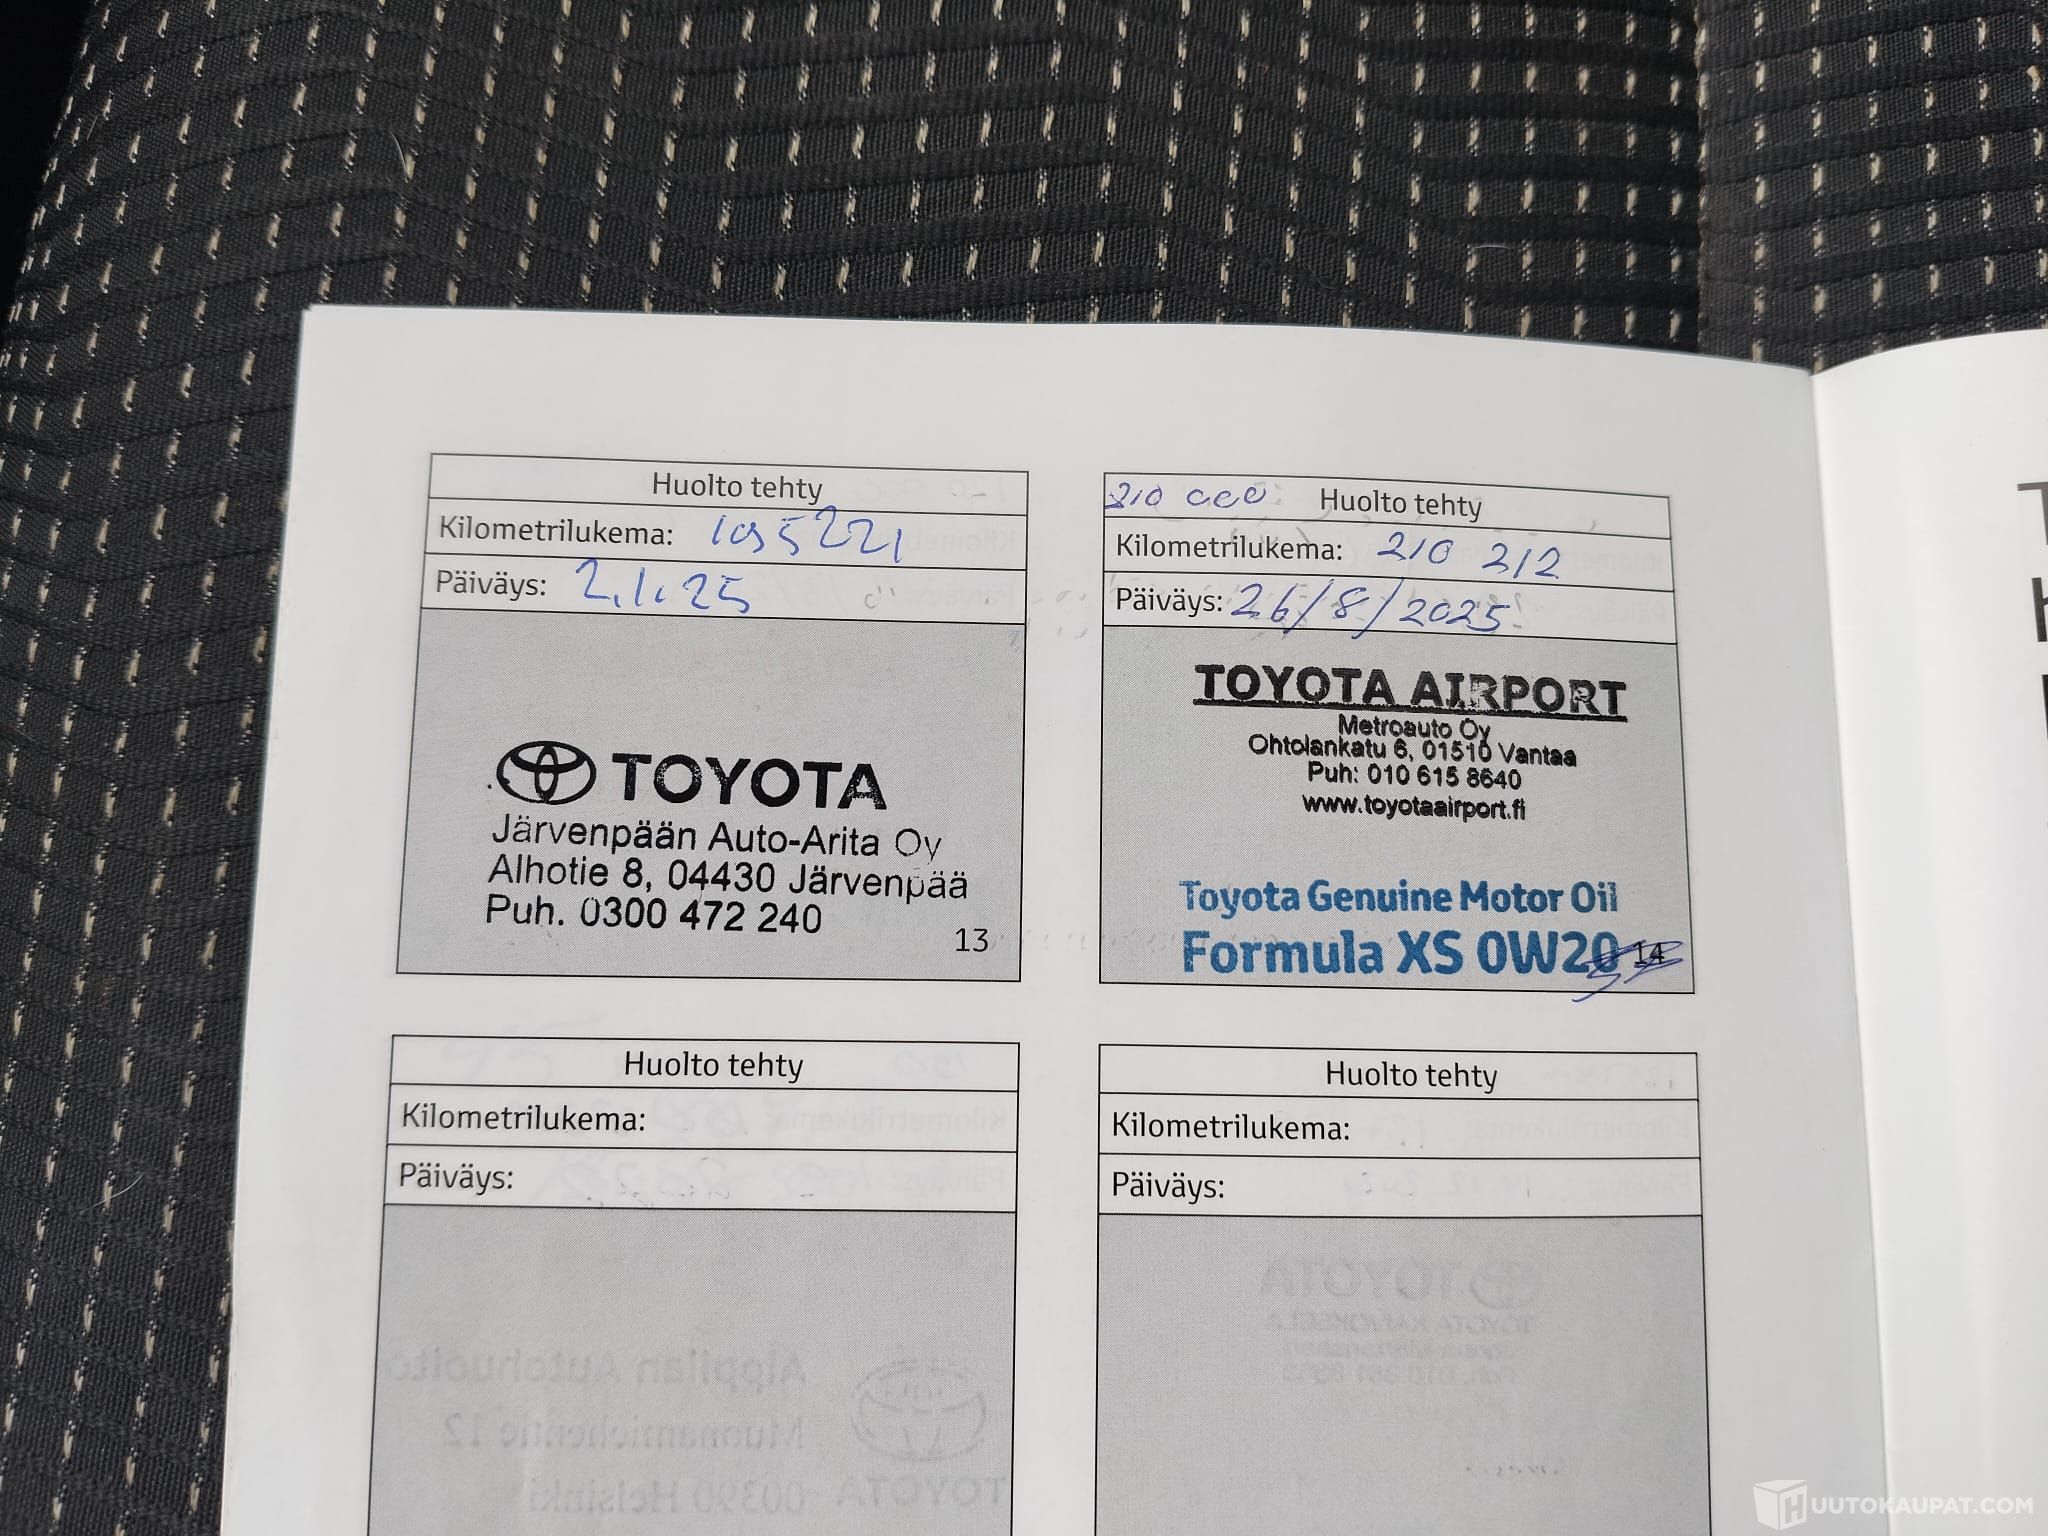 Huolto tehty
Kilometrilukema: 195221
Päiväys: 2.1.25
TOYOTA
Järvenpään Auto-Arita Oy
Alhotie 8, 04430 Järvenpää
Puh. 0300 472 240
13
210 000 Huolto tehty
Kilometrilukema: 210 212
Päiväys: 26/8/2025
TOYOTA AIRPORT
Metroauto Oy
Ohtolankatu 6, 01510 Vantaa
Puh: 010 615 8640
www.toyotaairport.fi
Toyota Genuine Motor Oil
Formula XS 0W20
14
Huolto tehty
Kilometrilukema:
Päiväys:
Huolto tehty
Kilometrilukema:
Päiväys:
HUUTOKAUPAT.COM